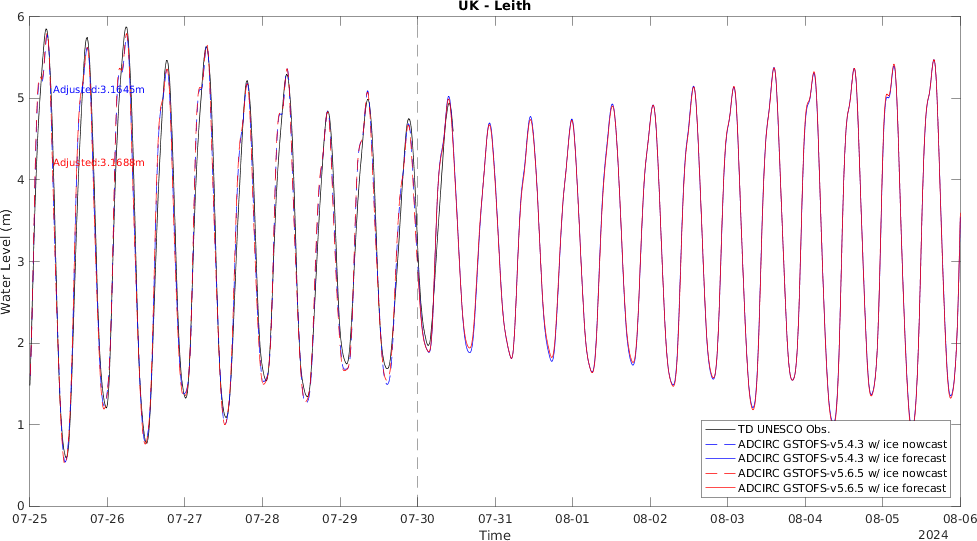 UK - Leith
6
5
4
3
2
1
0
Water Level (m)
Adjusted:3.1645m
Adjusted:3.1688m
TD UNESCO Obs.
ADCIRC GSTOFS-v5.4.3 w/ ice nowcast
ADCIRC GSTOFS-v5.4.3 w/ ice forecast
ADCIRC GSTOFS-v5.6.5 w/ ice nowcast
ADCIRC GSTOFS-v5.6.5 w/ ice forecast
07-25 07-26 07-27 07-28 07-29 07-30 07-31 08-01 08-02 08-03 08-04 08-05 08-06
Time
2024